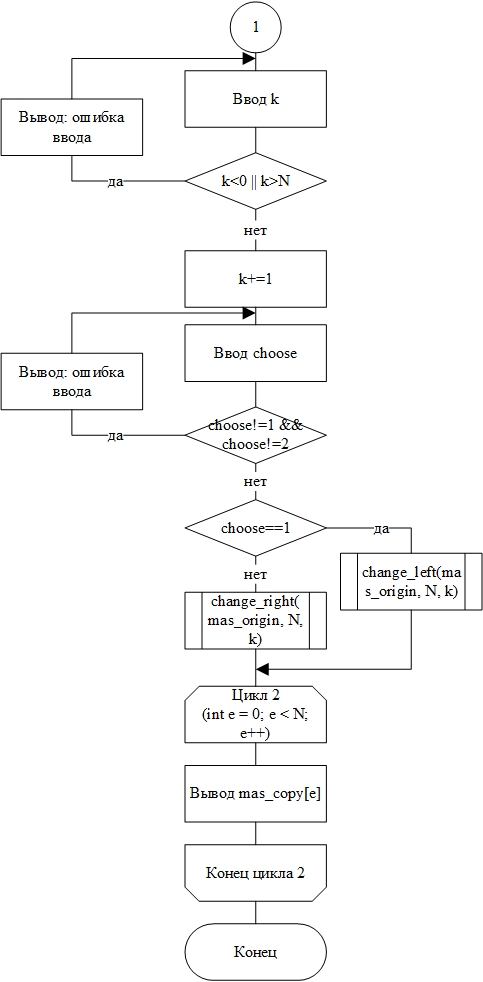 1
Ввод k
Вывод: ошибка
ввода
да
k<0 || k>N
нет
k+=1
Ввод choose
Вывод: ошибка
ввода
да
choose!=1 &&
choose!=2
нет
choose==1
да
нет
change_left(ma
s_origin, N, k)
change_right(
mas_origin, N,
k)
Цикл 2
(int e = 0; e < N;
e++)
Вывод mas_copy[e]
Конец цикла 2
Конец